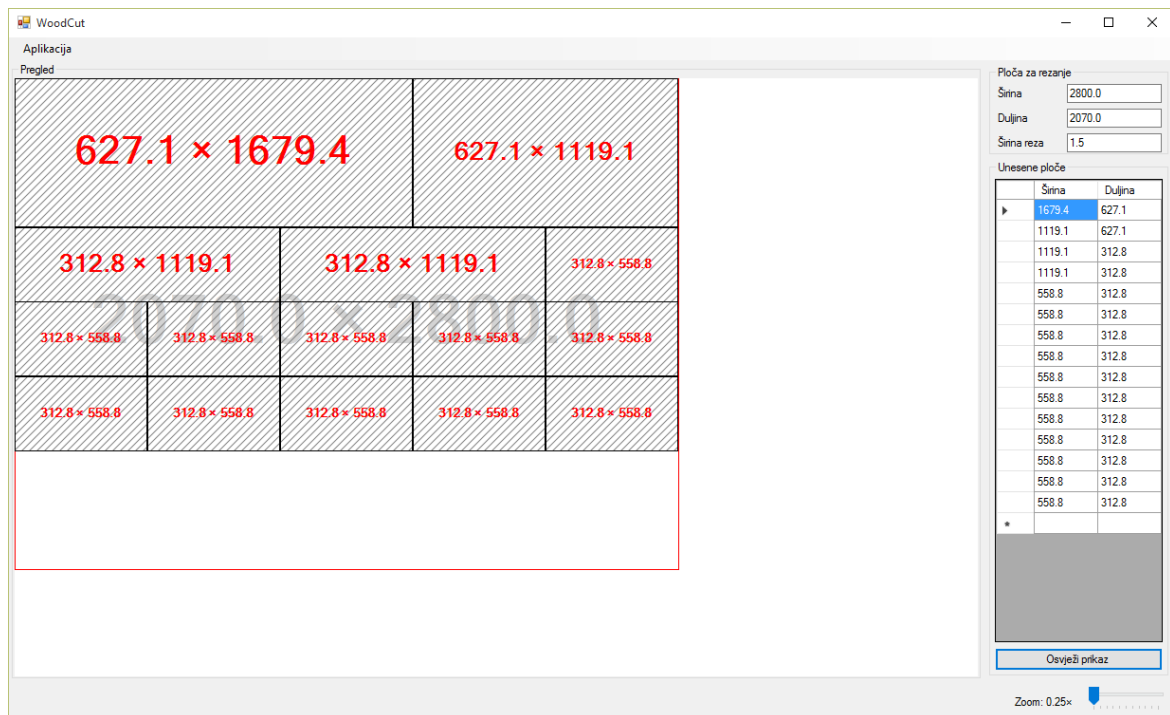 WoodCut
Aplikacija
Pregled
627.1 × 1679.4
627.1 × 1119.1
312.8 × 1119.1
312.8 × 1119.1
312.8 × 558.8
2070.0 × 2800.0
312.8 × 558.8
312.8 × 558.8
312.8 × 558.8
312.8 × 558.8
312.8 × 558.8
312.8 × 558.8
312.8 × 558.8
312.8 × 558.8
312.8 × 558.8
312.8 × 558.8
Ploča za rezanje
Širina 2800.0
Duljina 2070.0
Širina reza 1.5
Unesene ploče
Širina Duljina
1679.4 627.1
1119.1 627.1
1119.1 312.8
1119.1 312.8
558.8 312.8
558.8 312.8
558.8 312.8
558.8 312.8
558.8 312.8
558.8 312.8
558.8 312.8
558.8 312.8
558.8 312.8
558.8 312.8
558.8 312.8
*
Osvježi prikaz
Zoom: 0.25×